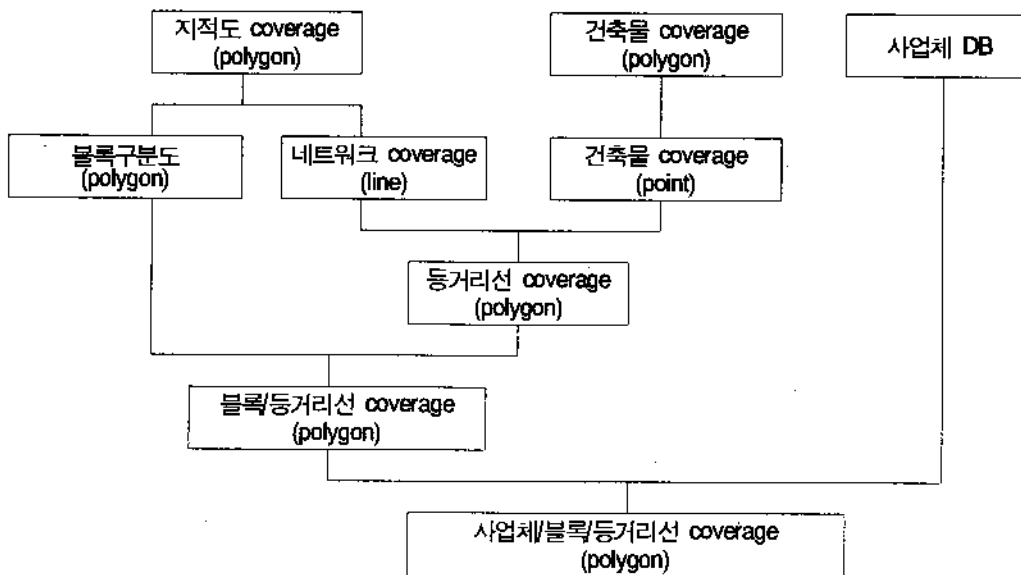 지적도 coverage
(polygon)
건축물 coverage
(polygon)
사업체 DB
블록구분도
(polygon)
네트워크 coverage
(line)
건축물 coverage
(point)
등거리선 coverage
(polygon)
블록/등거리선 coverage
(polygon)
사업체/블록/등거리선 coverage
(polygon)